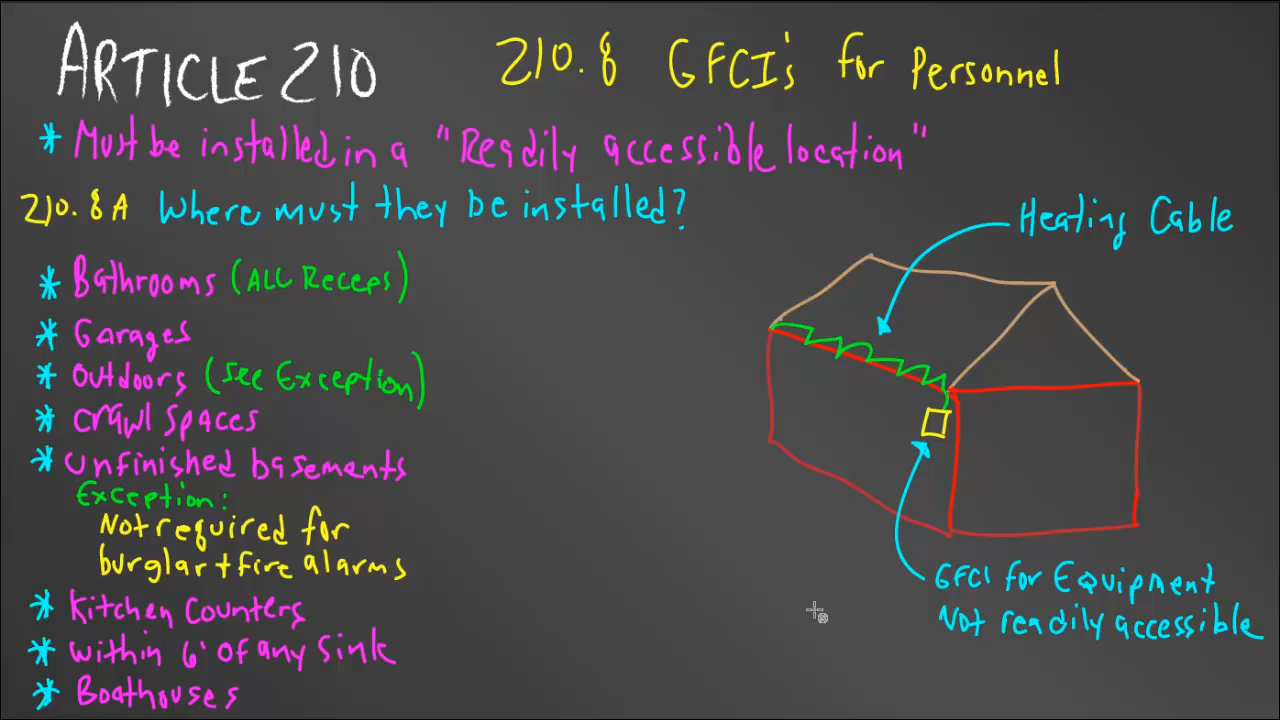 ARTICLE 210
210.8 GFCI's for Personnel
* Must be installed in a "Readily accessible location"
210.8A Where must they be installed?
* Bathrooms (ALL Receps)
* Garages
* Outdoors (see Exception)
* Crawl spaces
* unfinished basements
Exception:
Not required for
burglar + fire alarms
* Kitchen Counters
* within 6' of any sink
* Boathouses
Heating Cable
GFCI for Equipment
Not readily accessible